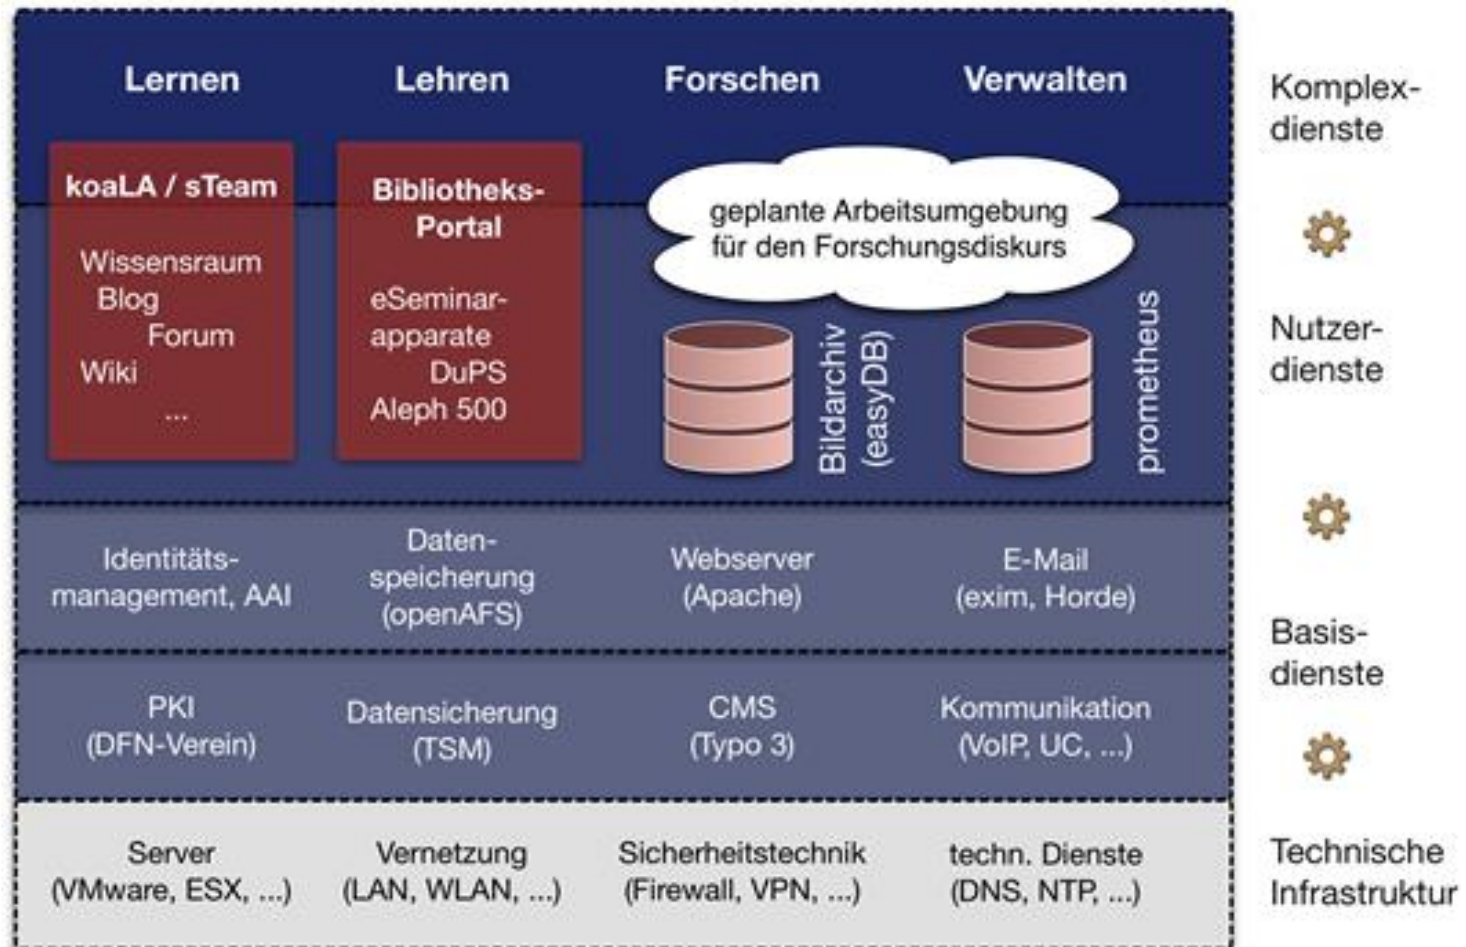 Lernen
Lehren
Forschen
Verwalten
Komplex-
dienste
koaLA / sTeam
Wissensraum
Blog
Forum
Wiki
...
Bibliotheks-
Portal
eSeminar-
apparate
DuPS
Aleph 500
geplante Arbeitsumgebung
für den Forschungsdiskurs
Bildarchiv
(easyDB)
prometheus
Nutzer-
dienste
Identitäts-
management, AAI
Daten-
speicherung
(openAFS)
Webserver
(Apache)
E-Mail
(exim, Horde)
Basis-
dienste
PKI
(DFN-Verein)
Datensicherung
(TSM)
CMS
(Typo 3)
Kommunikation
(VoIP, UC, ...)
Server
(VMware, ESX, ...)
Vernetzung
(LAN, WLAN, ...)
Sicherheitstechnik
(Firewall, VPN, ...)
techn. Dienste
(DNS, NTP, ...)
Technische
Infrastruktur